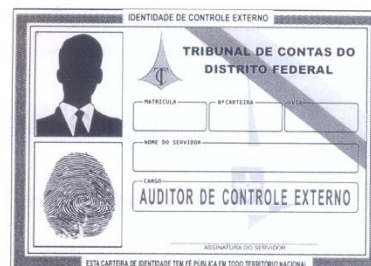 IDENTIDADE DE CONTROLE EXTERNO
TRIBUNAL DE CONTAS DO
DISTRITO FEDERAL
MATRICULA
Nº CARTEIRA
VIA
NOME DO SERVIDOR
CARGO
AUDITOR DE CONTROLE EXTERNO
ASSINATURA DO SERVIDOR
ESTA CARTEIRA DE IDENTIDADE TEM FÉ PÚBLICA EM TODO TERRITÓRIO NACIONAL